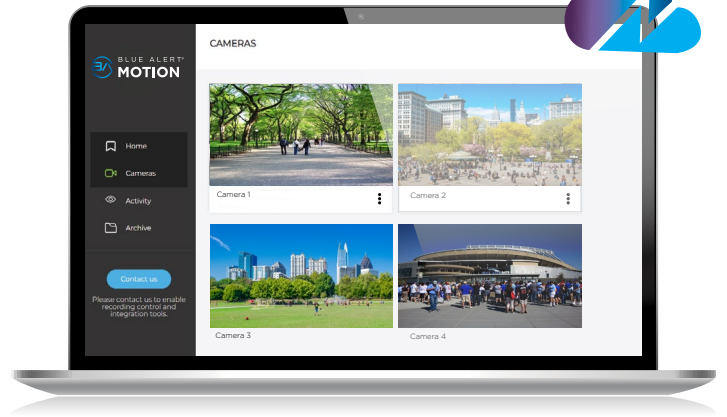 CAMERAS
BLUE ALERT®
MOTION
Home
Cameras
Activity
Archive
Contact us
Please contact us to enable
recording control and
integration tools.
Camera 1
Camera 2
Camera 3
Camera 4